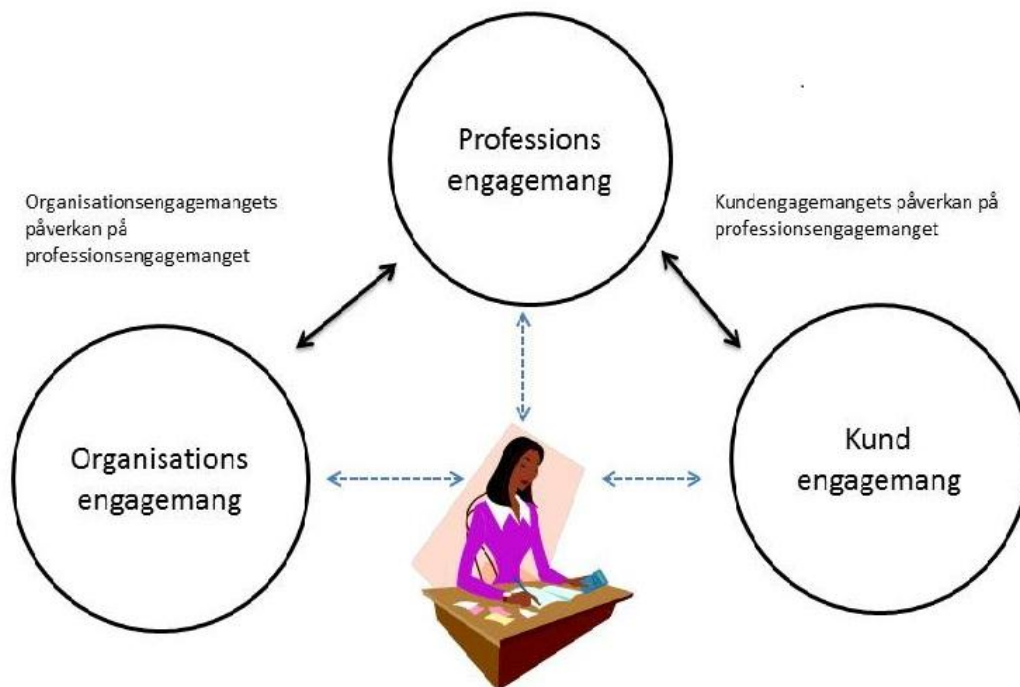 Professions
engagemang
Organisationsengagemangets
påverkan på
professionsengagemanget
Kundengagemangets påverkan på
professionsengagemanget
Organisations
engagemang
Kund
engagemang